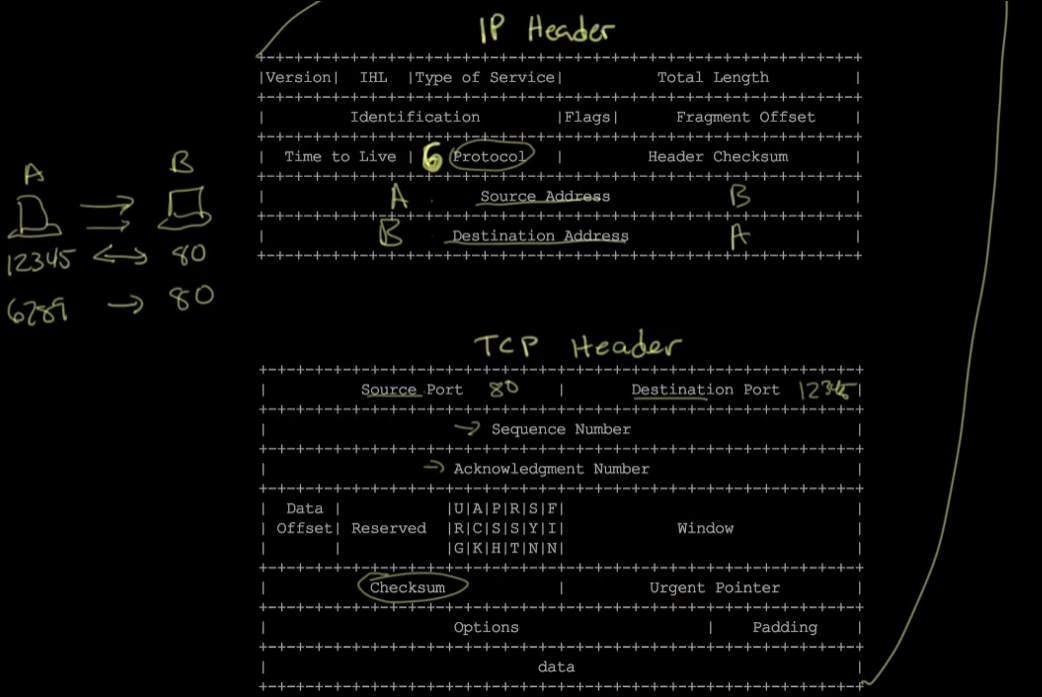 IP Header
|Version| IHL |Type of Service| Total Length |
| Identification |Flags| Fragment Offset |
| Time to Live | 6 Protocol | Header Checksum |
| A Source Address B |
| B Destination Address A |
A B
12345 80
6789 80
TCP Header
| Source Port 80 | Destination Port 12345 |
| Sequence Number |
| Acknowledgment Number |
| Data | |U|A|P|R|S|F| |
| Offset| Reserved |R|C|S|S|Y|I| Window |
| | |G|K|H|T|N|N| |
| Checksum | Urgent Pointer |
| Options | Padding |
| data |